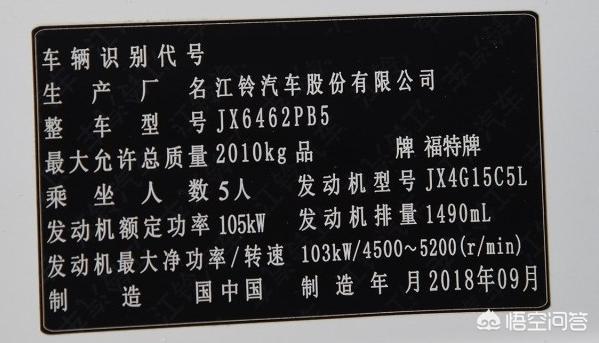 车辆识别代号
生产厂名 江铃汽车股份有限公司
整车型号 JX6462PB5
最大允许总质量 2010kg 品牌 福特牌
乘坐人数 5人 发动机型号 JX4G15C5L
发动机额定功率 105kW 发动机排量 1490mL
发动机最大净功率/转速 103kW/4500~5200(r/min)
制造国 中国 制造年月 2018年09月
悟空问答